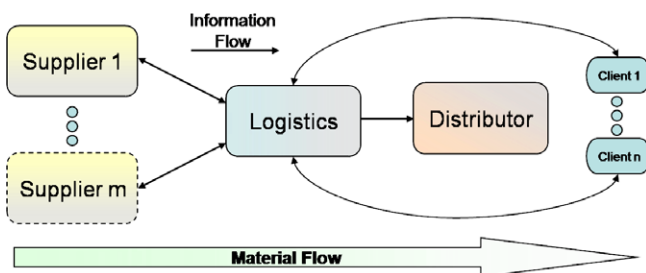 Information
Flow
Supplier 1
Client 1
Logistics
Distributor
Client n
Supplier m
Material Flow